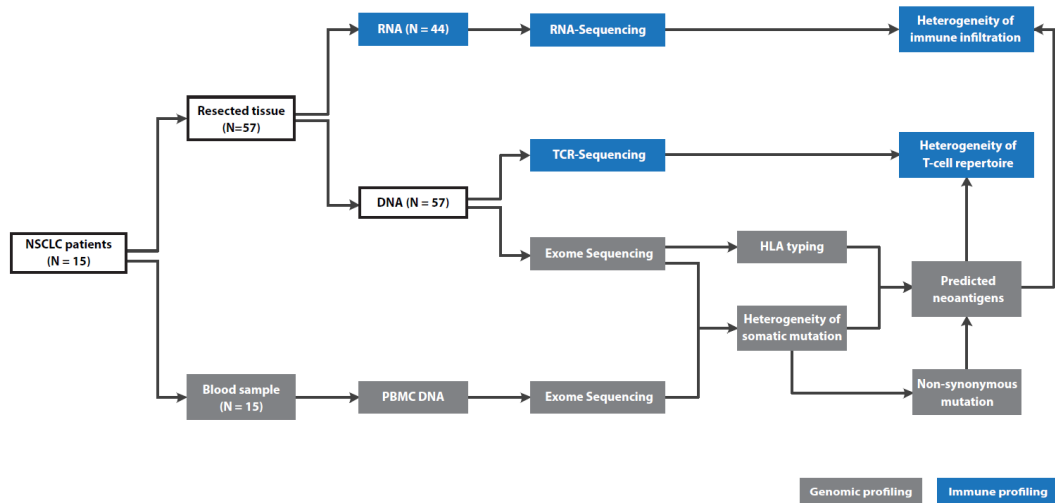 RNA (N = 44)
RNA-Sequencing
Heterogeneity of
immune infiltration
Resected tissue
(N=57)
TCR-Sequencing
Heterogeneity of
T-cell repertoire
DNA (N = 57)
NSCLC patients
(N = 15)
Exome Sequencing
HLA typing
Predicted
neoantigens
Heterogeneity of
somatic mutation
Blood sample
(N = 15)
PBMC DNA
Exome Sequencing
Non-synonymous
mutation
Genomic profiling
Immune profiling